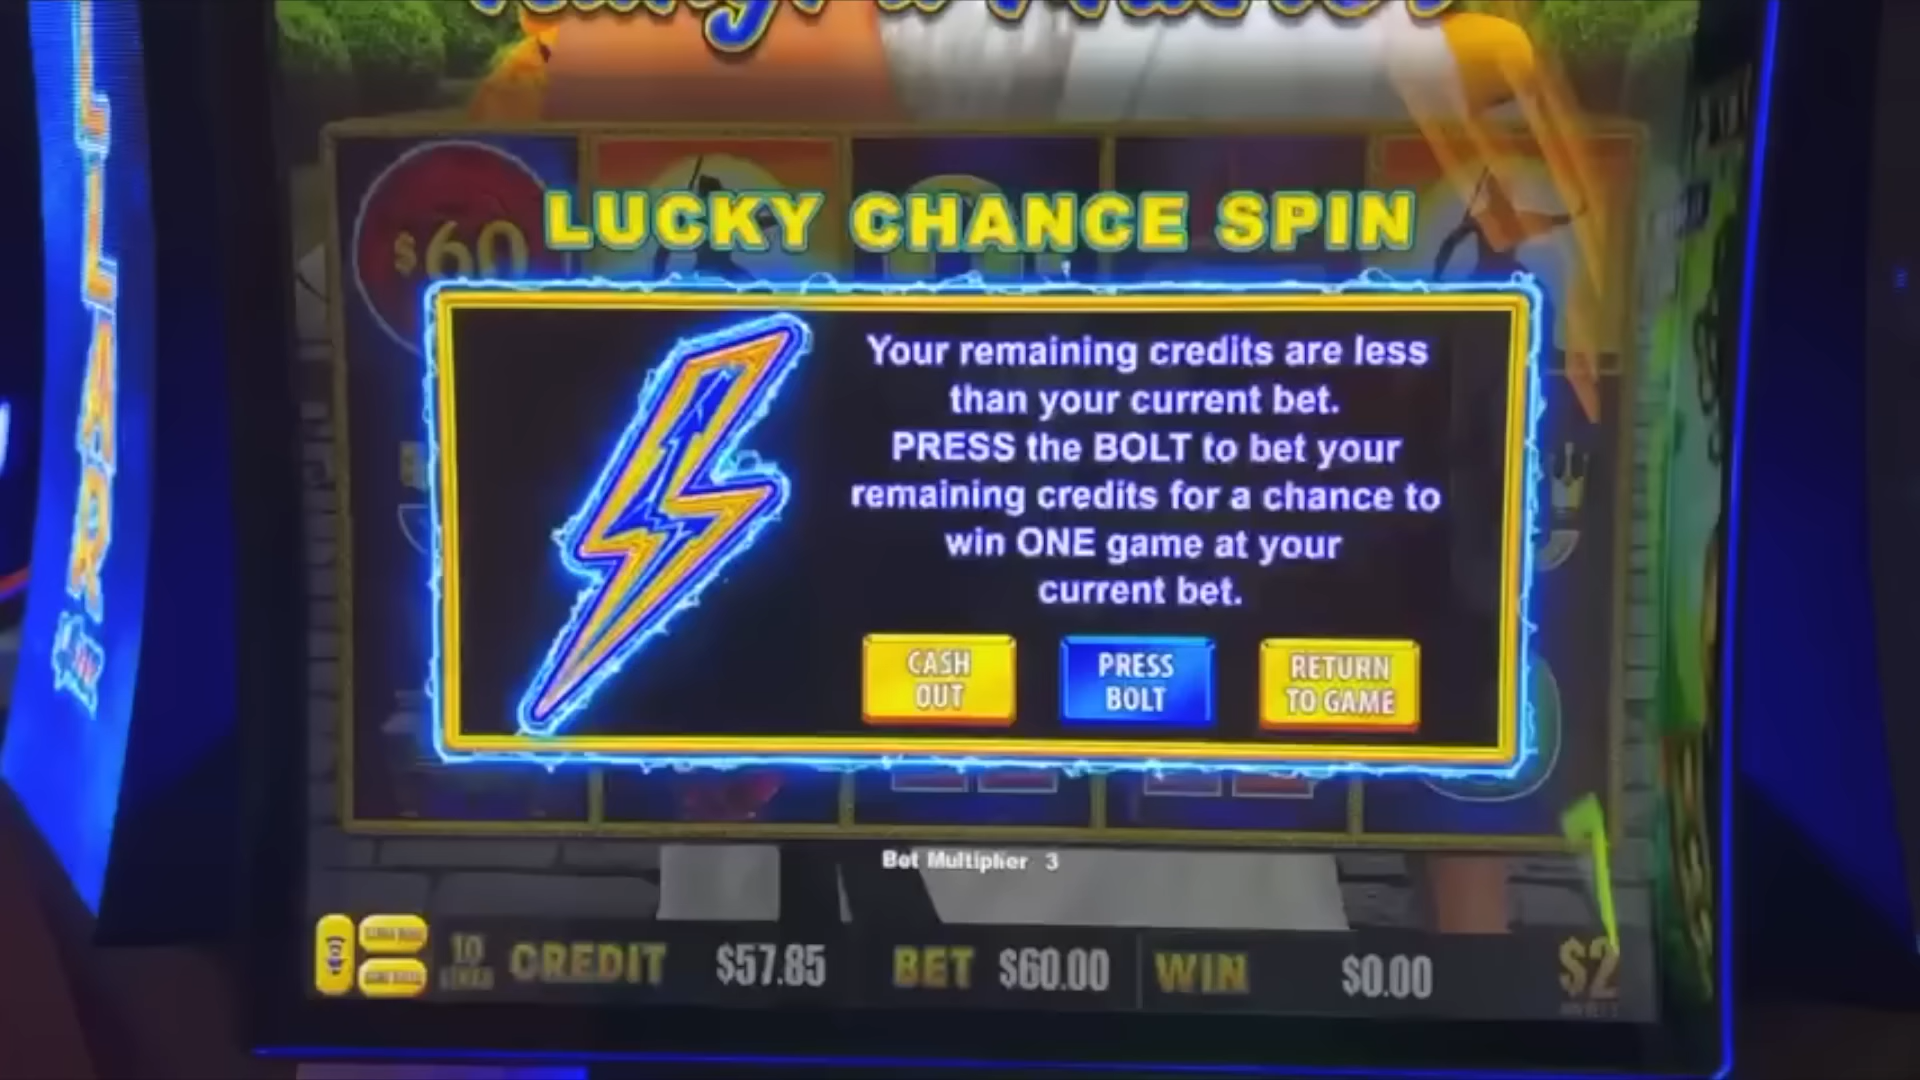 $60
LUCKY CHANCE SPIN
Your remaining credits are less
than your current bet.
PRESS the BOLT to bet your
remaining credits for a chance to
win ONE game at your
current bet.
CASH
OUT
PRESS
BOLT
RETURN
TO GAME
Bet Multiplier 3
10
LINES
CREDIT $57.85 BET $60.00 WIN $0.00 $2